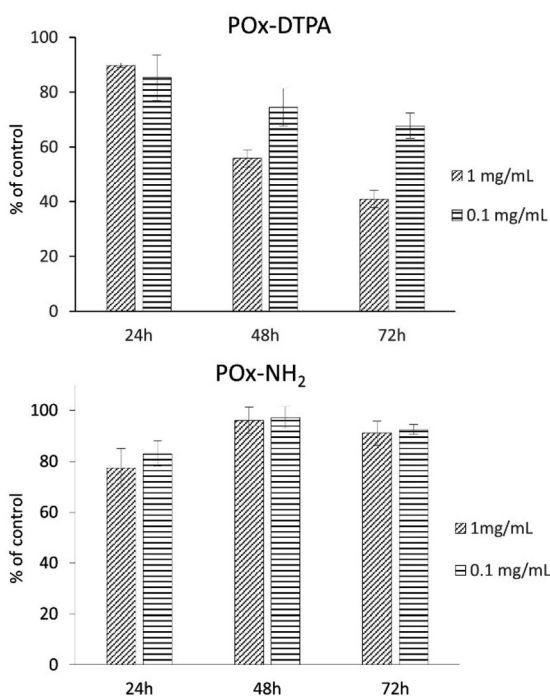 POx-DTPA
100
80
60
40
20
0
% of control
24h
48h
72h
1 mg/mL
0.1 mg/mL
POx-NH₂
100
80
60
40
20
0
% of control
24h
48h
72h
1mg/mL
0.1 mg/mL